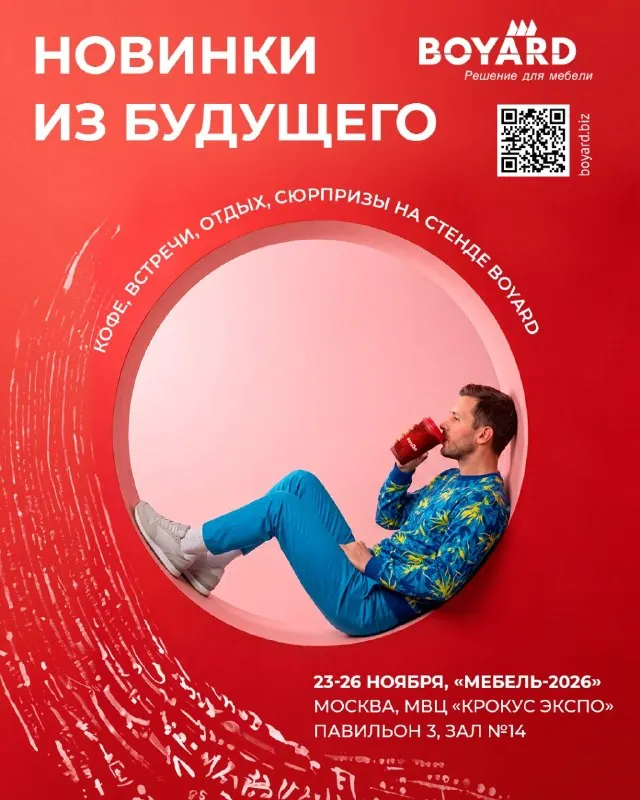 НОВИНКИ
ИЗ БУДУЩЕГО
BOYARD
Решение для мебели
boyard.biz
КОФЕ, ВСТРЕЧИ, ОТДЫХ, СЮРПРИЗЫ НА СТЕНДЕ BOYARD
23-26 НОЯБРЯ, «МЕБЕЛЬ-2026»
МОСКВА, МВЦ «КРОКУС ЭКСПО»
ПАВИЛЬОН 3, ЗАЛ №14